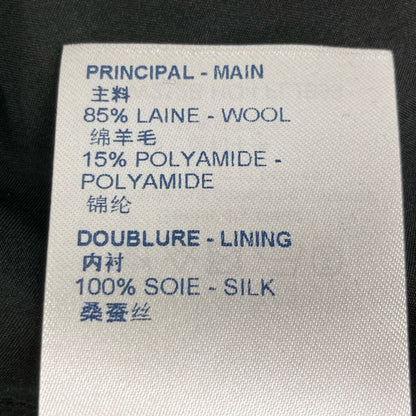 PRINCIPAL - MAIN
主料
85% LAINE - WOOL
绵羊毛
15% POLYAMIDE -
POLYAMIDE
锦纶
DOUBLURE - LINING
内衬
100% SOIE - SILK
桑蚕丝